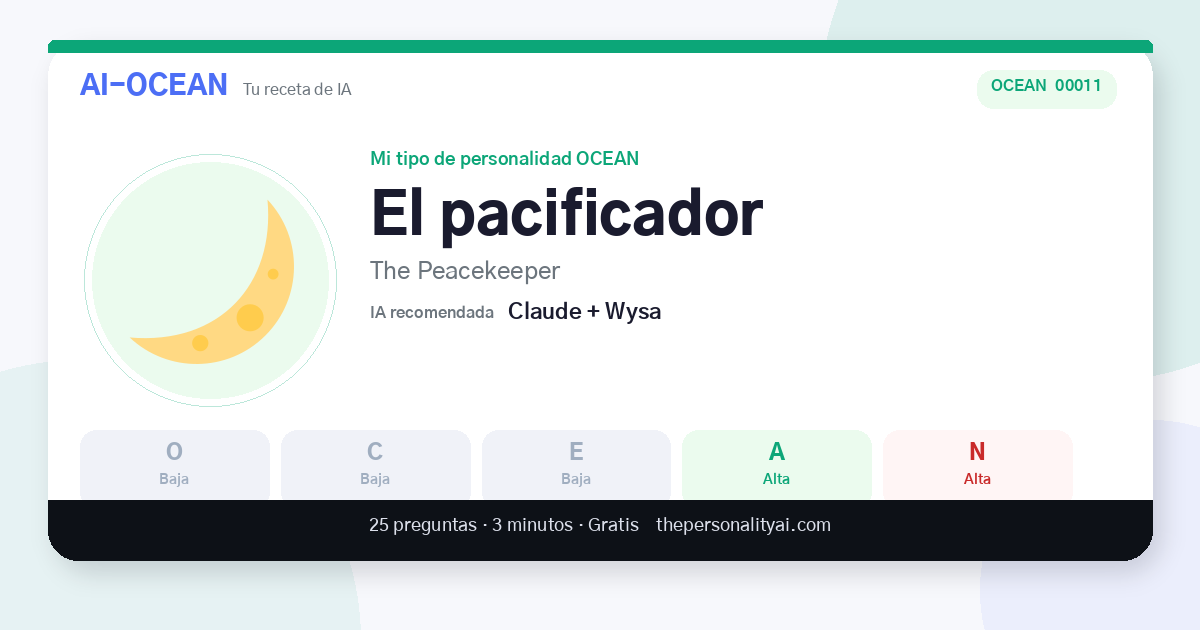 AI-OCEAN Tu receta de IA
OCEAN 00011
Mi tipo de personalidad OCEAN
El pacificador
The Peacekeeper
IA recomendada Claude + Wysa
O C E A N
Baja Baja Baja Alta Alta
25 preguntas · 3 minutos · Gratis thepersonalityai.com